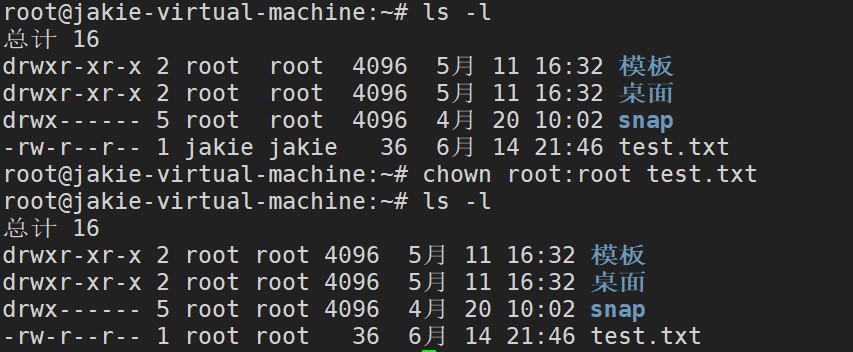 root@jakie-virtual-machine:~# ls -l
总计 16
drwxr-xr-x 2 root  root  4096  5月 11 16:32 模板
drwxr-xr-x 2 root  root  4096  5月 11 16:32 桌面
drwx------ 5 root  root  4096  4月 20 10:02 snap
-rw-r--r-- 1 jakie jakie   36  6月 14 21:46 test.txt
root@jakie-virtual-machine:~# chown root:root test.txt
root@jakie-virtual-machine:~# ls -l
总计 16
drwxr-xr-x 2 root root 4096  5月 11 16:32 模板
drwxr-xr-x 2 root root 4096  5月 11 16:32 桌面
drwx------ 5 root root 4096  4月 20 10:02 snap
-rw-r--r-- 1 root root   36  6月 14 21:46 test.txt